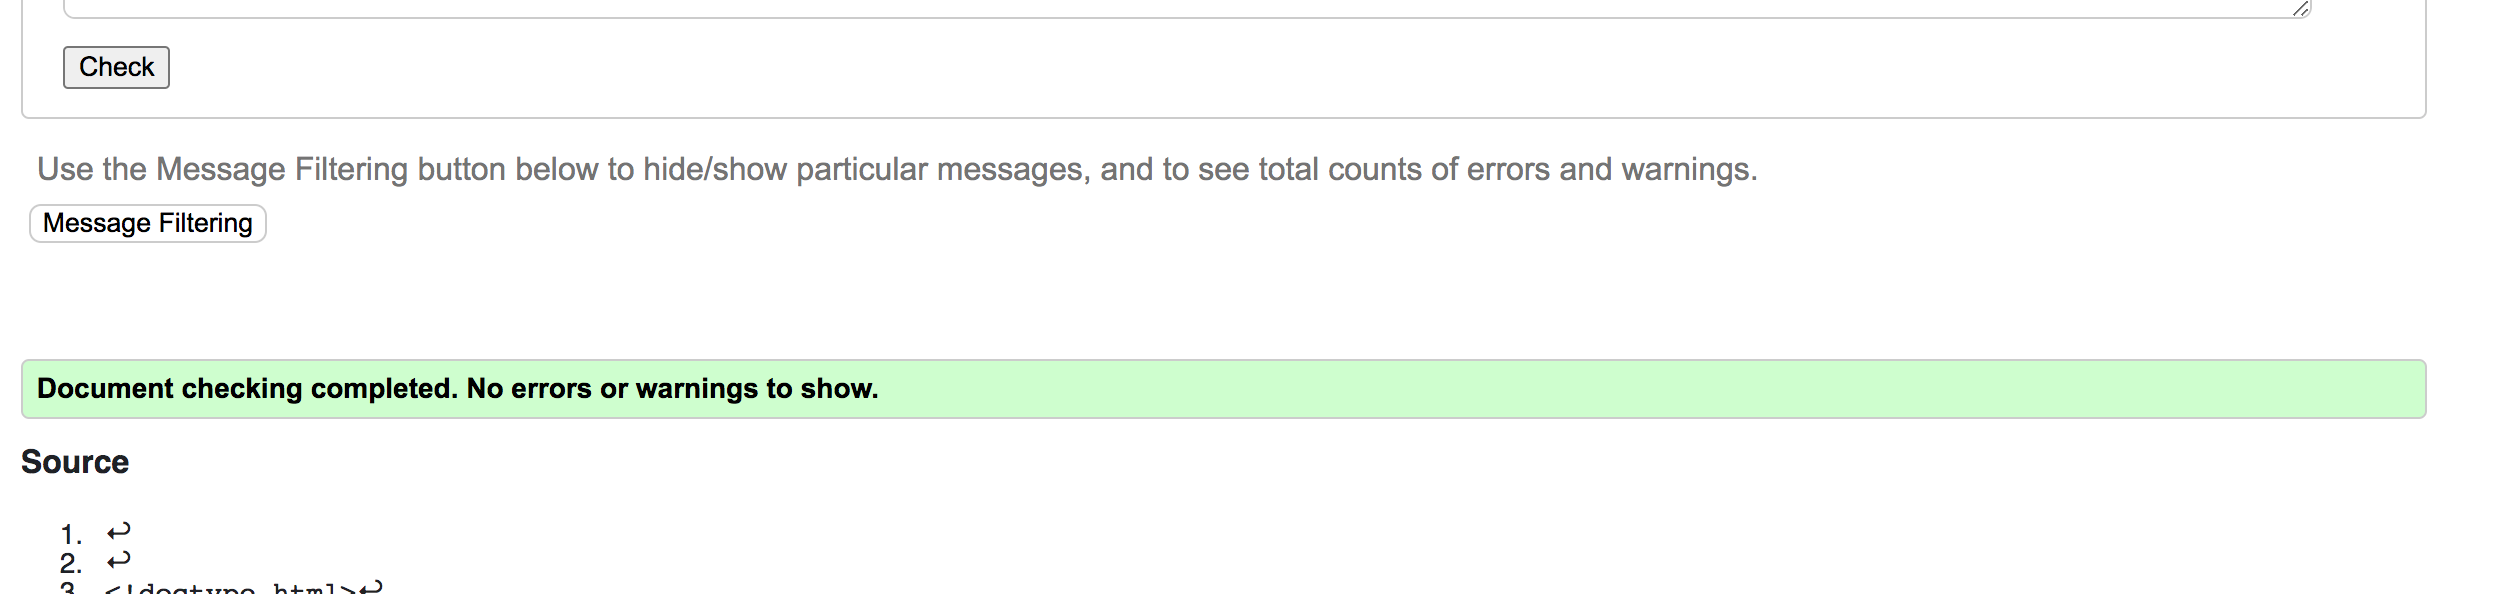 Check
Use the Message Filtering button below to hide/show particular messages, and to see total counts of errors and warnings.
Message Filtering
Document checking completed. No errors or warnings to show.
Source
1. ↩
2. ↩
3. <!doctype html>↩